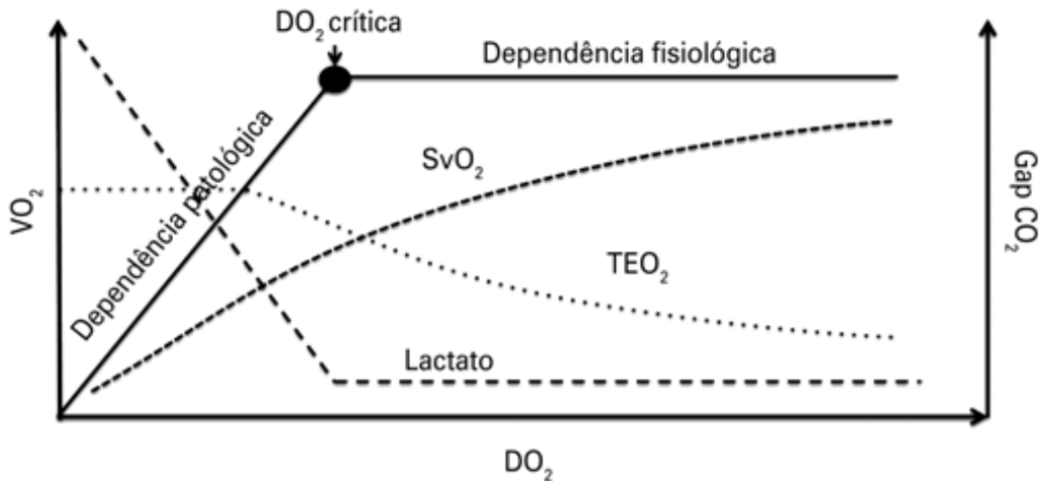 DO₂ crítica
Dependência fisiológica
Dependência patológica
SvO₂
VO₂
Gap CO₂
TEO₂
Lactato
DO₂